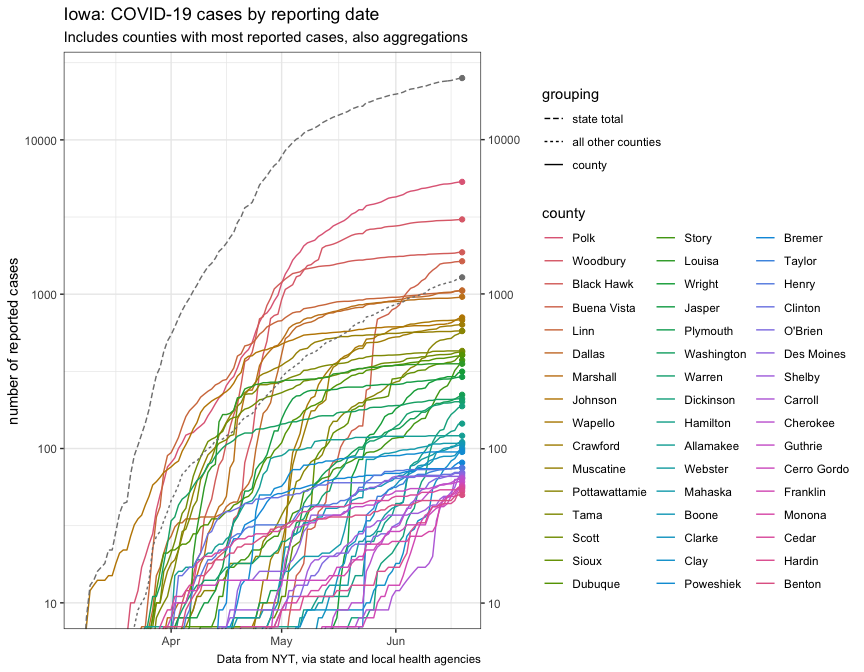 Iowa: COVID-19 cases by reporting date
Includes counties with most reported cases, also aggregations
number of reported cases
10000
1000
100
10
10000
1000
100
10
Apr
May
Jun
Data from NYT, via state and local health agencies
grouping
state total
all other counties
county
county
Polk
Woodbury
Black Hawk
Buena Vista
Linn
Dallas
Marshall
Johnson
Wapello
Crawford
Muscatine
Pottawattamie
Tama
Scott
Sioux
Dubuque
Story
Louisa
Wright
Jasper
Plymouth
Washington
Warren
Dickinson
Hamilton
Allamakee
Webster
Mahaska
Boone
Clarke
Clay
Poweshiek
Bremer
Taylor
Henry
Clinton
O'Brien
Des Moines
Shelby
Carroll
Cherokee
Guthrie
Cerro Gordo
Franklin
Monona
Cedar
Hardin
Benton